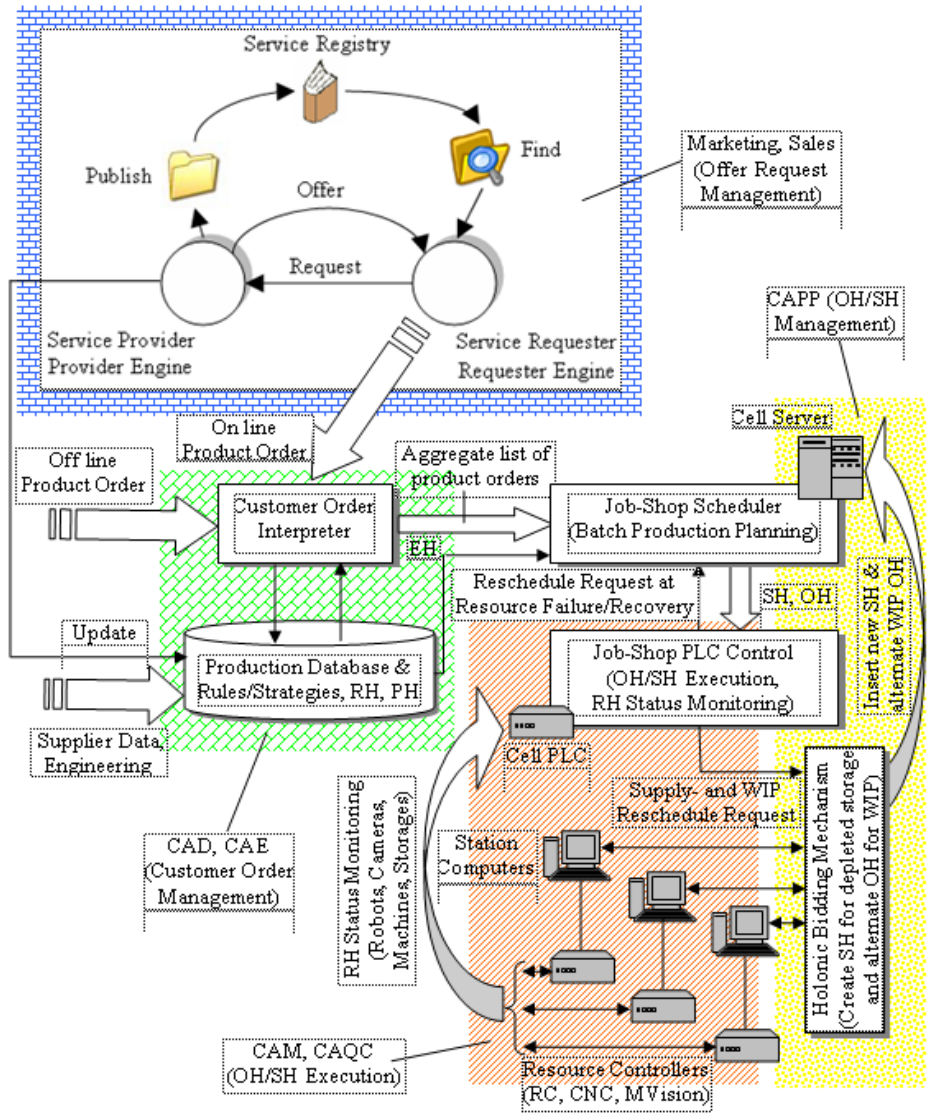 Service Registry
Publish
Find
Offer
Request
Service Provider
Provider Engine
Service Requester
Requester Engine
Marketing, Sales
(Offer Request
Management)
CAPP (OH/SH
Management)
Cell Server
On line
Product Order
Off line
Product Order
Aggregate list of
product orders
Customer Order
Interpreter
Job-Shop Scheduler
(Batch Production Planning)
EH
Reschedule Request at
Resource Failure/Recovery
SH, OH
Insert new SH &
alternate WIP OH
Update
Production Database &
Rules/Strategies, RH, PH
Job-Shop PLC Control
(OH/SH Execution,
RH Status Monitoring)
Supplier Data,
Engineering
Cell PLC
Supply- and WIP
Reschedule Request
RH Status Monitoring
(Robots, Cameras,
Machines, Storages)
Station
Computers
CAD, CAE
(Customer Order
Management)
Holonic Bidding Mechanism
(Create SH for depleted storage
and alternate OH for WIP)
CAM, CAQC
(OH/SH Execution)
Resource Controllers
(RC, CNC, MVision)